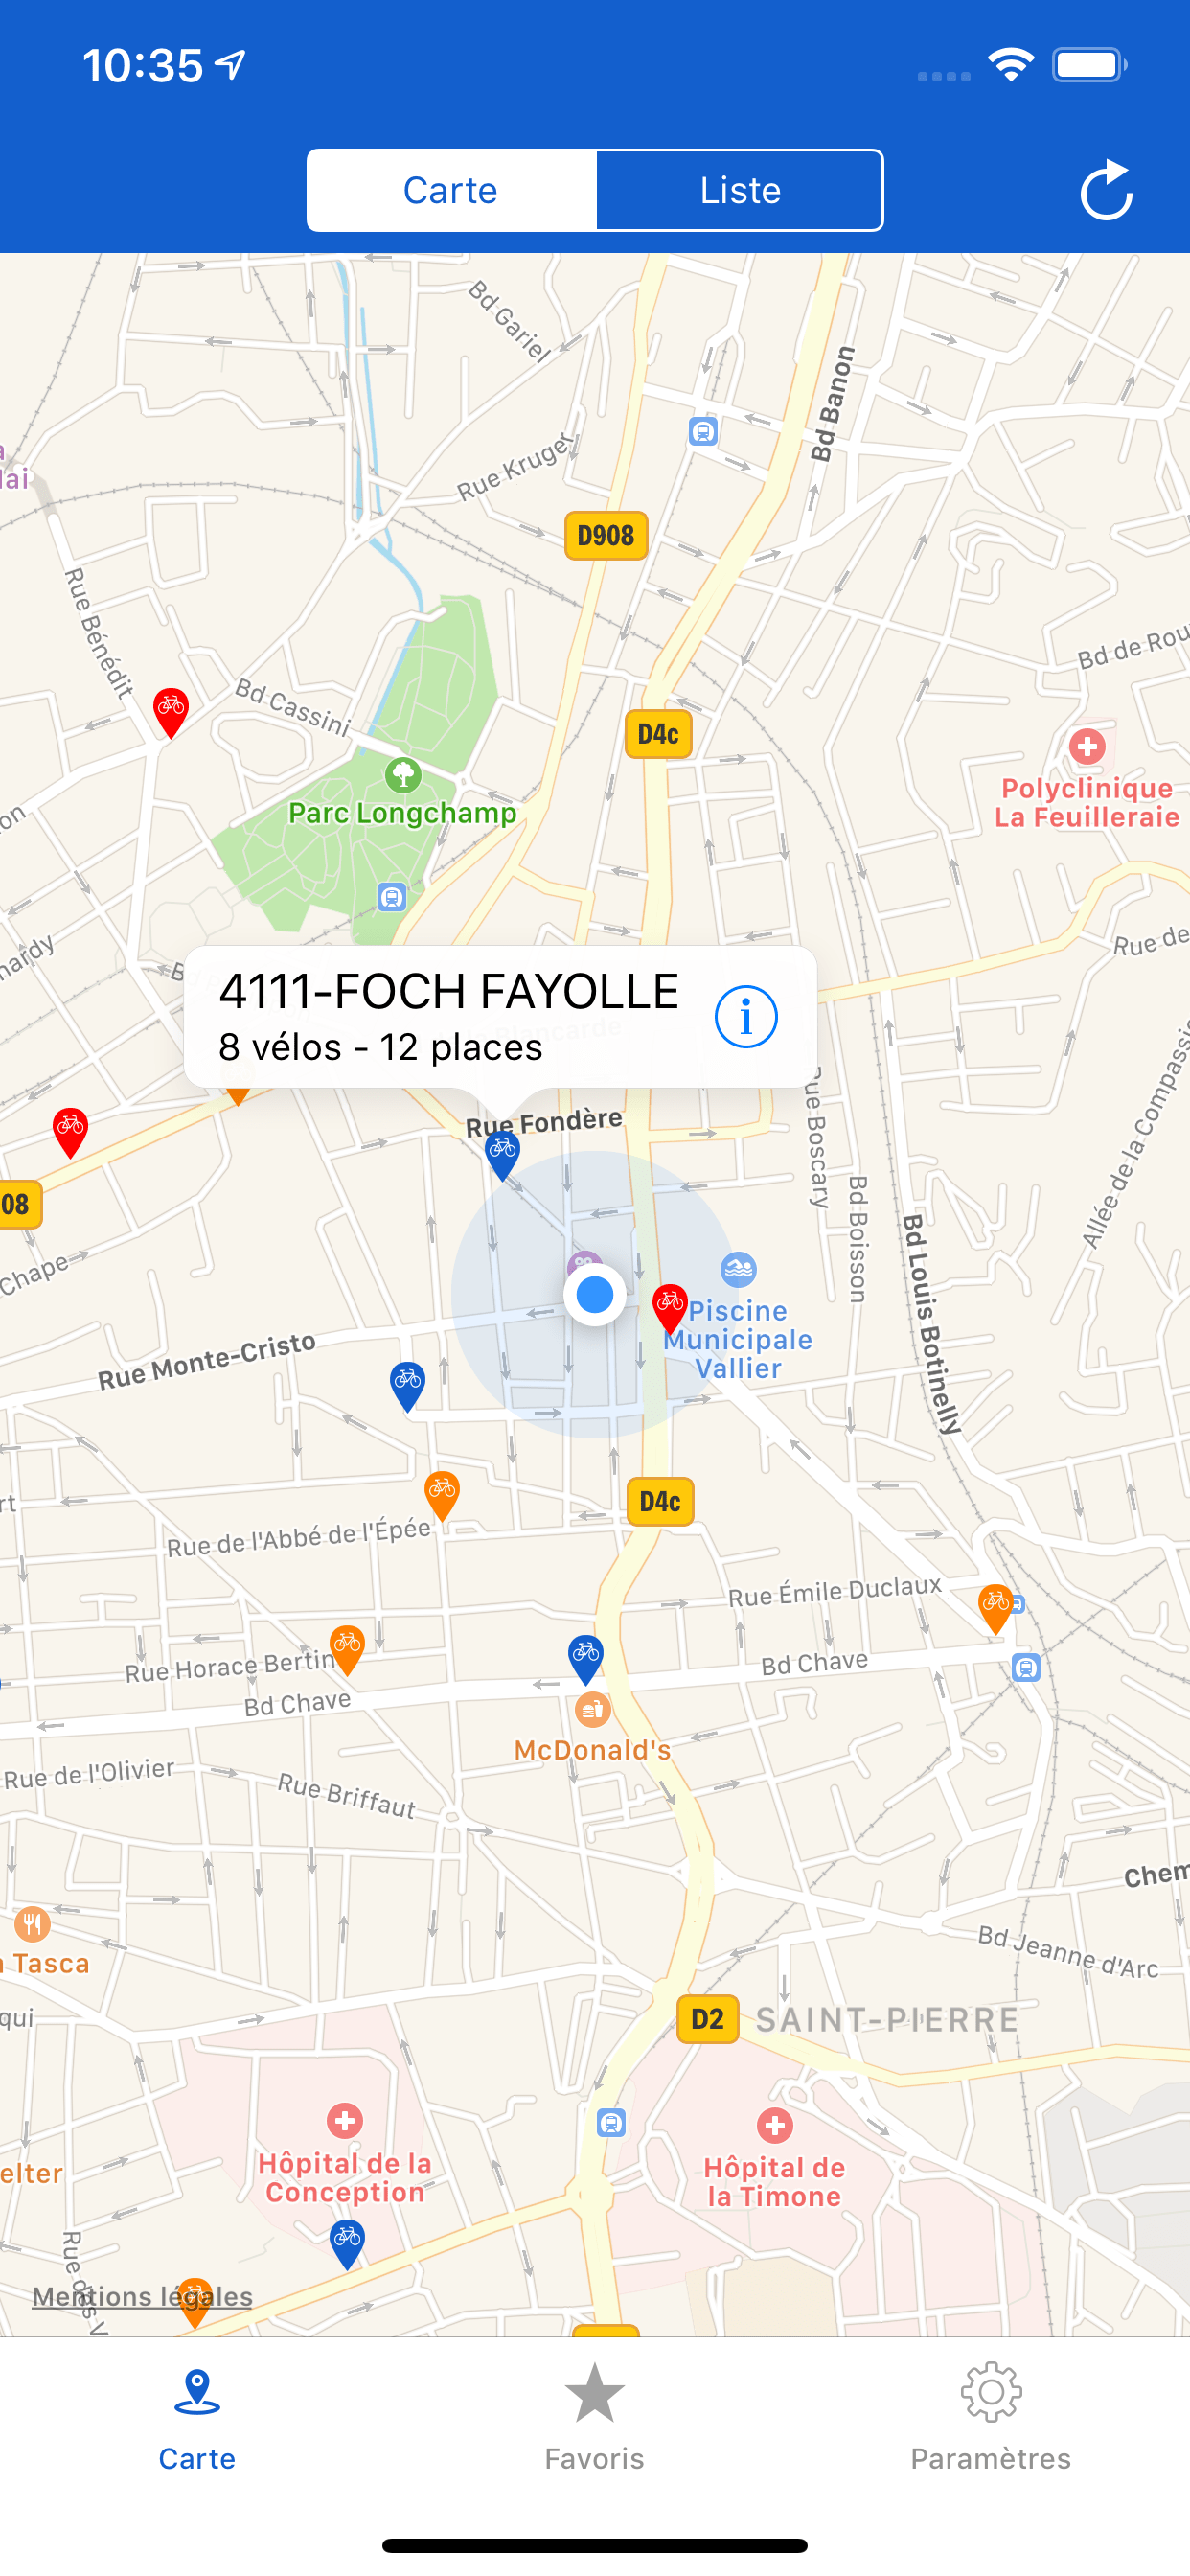 10:35
Carte
Liste
Bd Gariel
Bd Banon
Rue Kruger
D908
Rue Bénédit
Bd de Rou
Bd Cassini
D4c
Parc Longchamp
Polyclinique
La Feuilleraie
Rue de
4111-FOCH FAYOLLE
8 vélos - 12 places
Rue Fondère
Rue Boscary
Bd Boisson
Allée de la Compassi
08
Chape
Bd Louis Botinelly
Piscine
Municipale
Vallier
Rue Monte-Cristo
D4c
Rue de l'Abbé de l'Épée
Rue Émile Duclaux
Rue Horace Bertin
Bd Chave
Bd Chave
McDonald's
Rue de l'Olivier
Rue Briffaut
Chem
Tasca
Bd Jeanne d'Arc
qui
D2
SAINT-PIERRE
Hôpital de la
Conception
Hôpital de
la Timone
elter
Rue des V
Mentions légales
Carte
Favoris
Paramètres